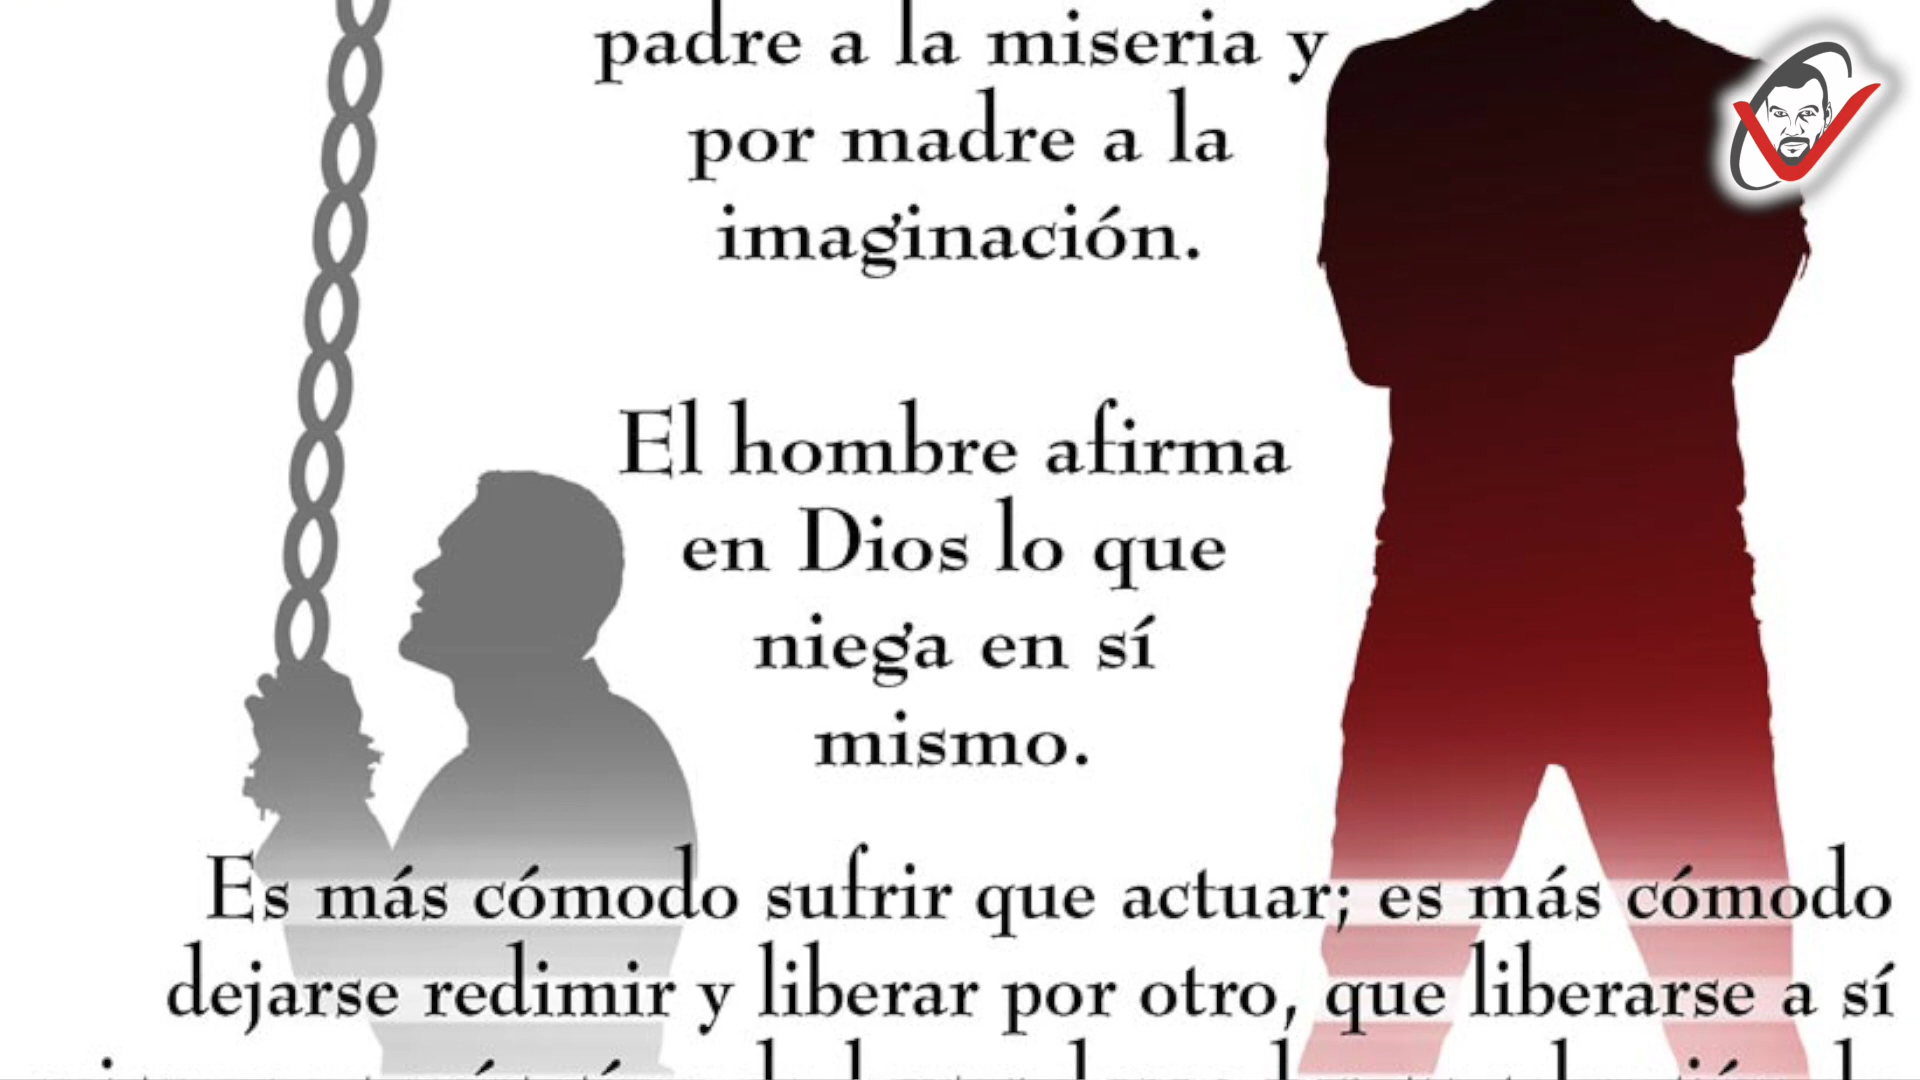 padre a la miseria y
por madre a la
imaginación.
El hombre afirma
en Dios lo que
niega en sí
mismo.
Es más cómodo sufrir que actuar; es más cómodo
dejarse redimir y liberar por otro, que liberarse a sí